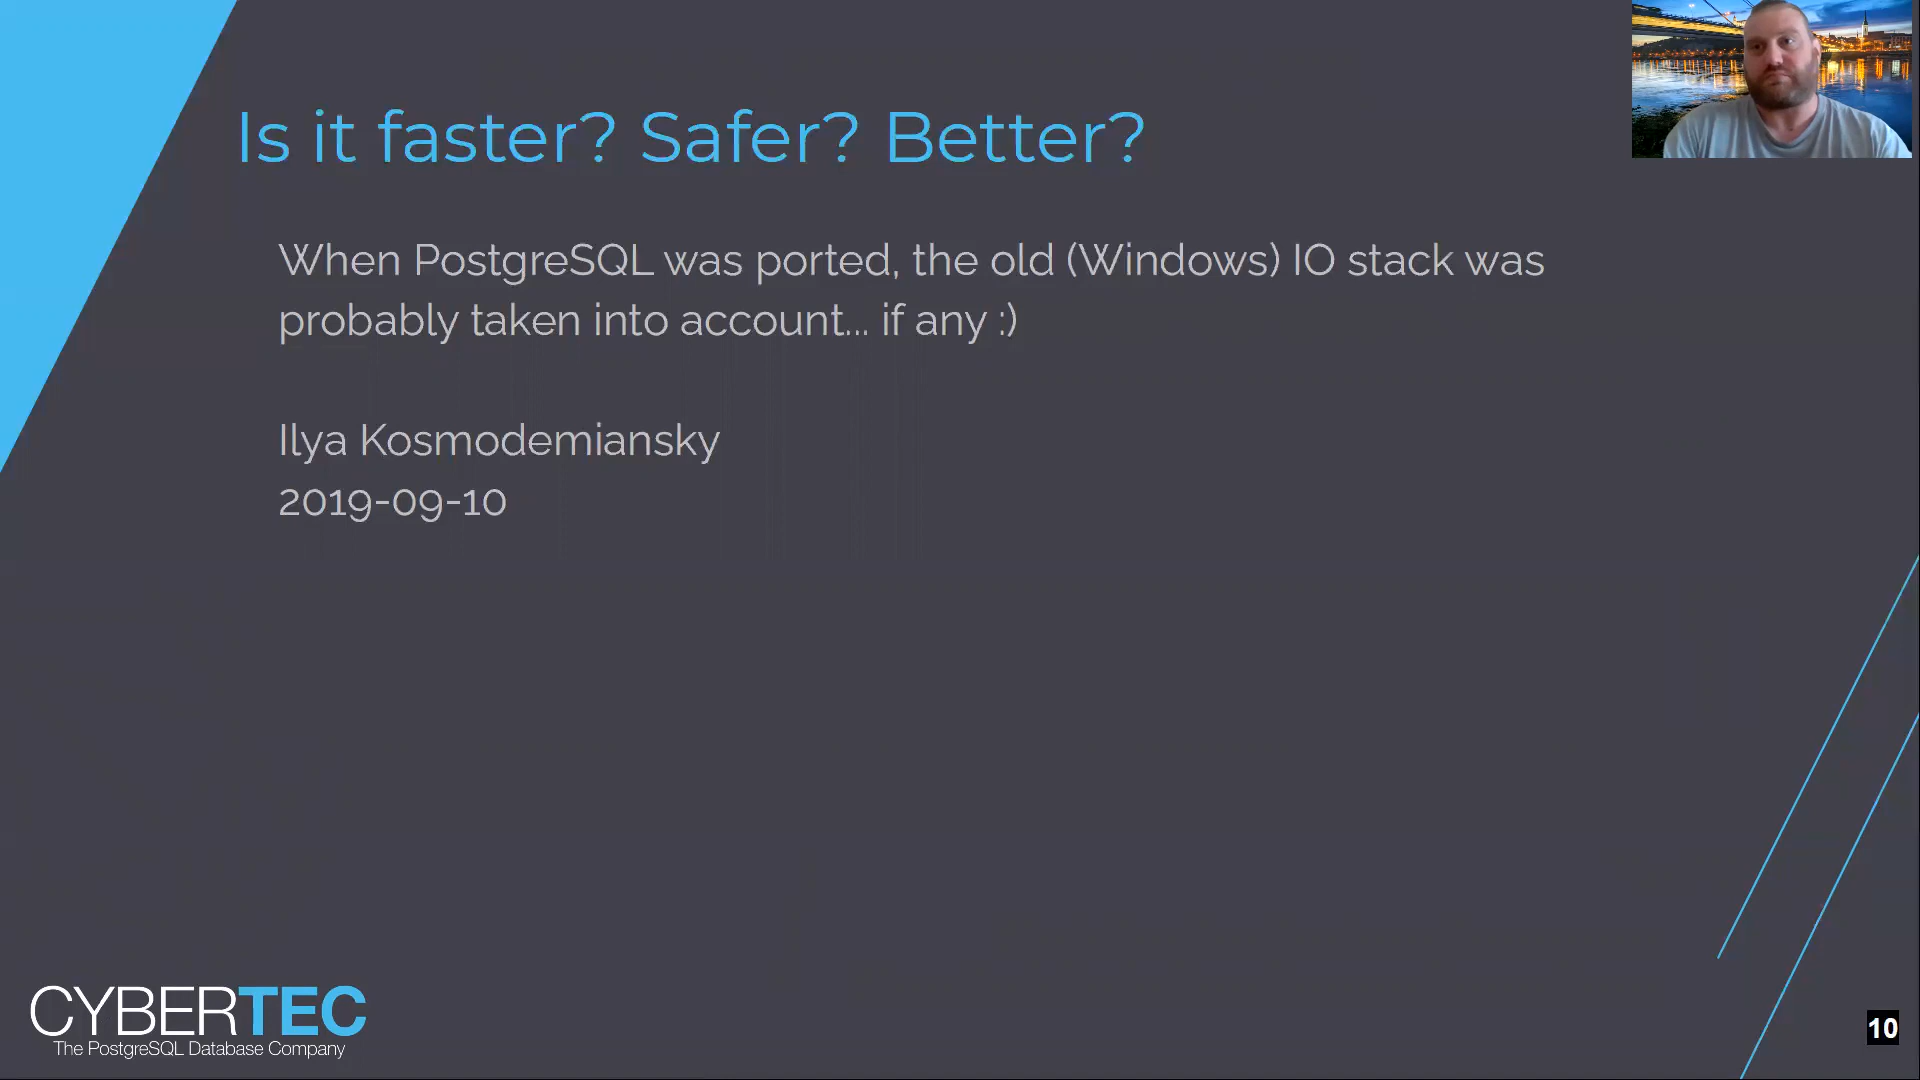 Is it faster? Safer? Better?
When PostgreSQL was ported, the old (Windows) IO stack was
probably taken into account... if any :)
Ilya Kosmodemiansky
2019-09-10
CYBERTEC
The PostgreSQL Database Company
10